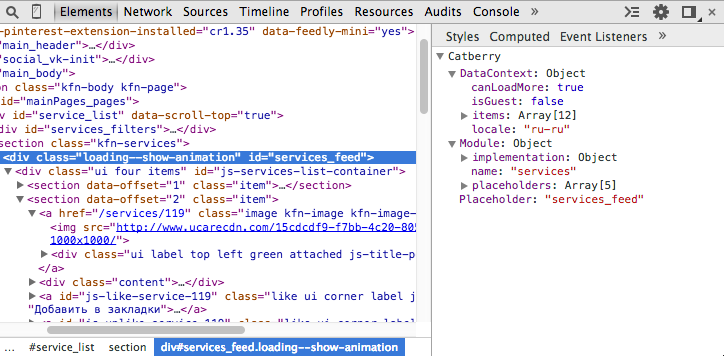 Elements Network Sources Timeline Profiles Resources Audits Console »
-pinterest-extension-installed="cr1.35" data-feedly-mini="yes">
"main_header">…</div>
"social_vk-init">…</div>
"main_body">
on class="kfn-body kfn-page">
id="mainPages_pages">
iv id="service_list" data-scroll-top="true">
div id="services_filters">…</div>
section class="kfn-services">
<div class="loading--show-animation" id="services_feed">
<div class="ui four items" id="js-services-list-container">
<section data-offset="1" class="item">…</section>
<section data-offset="2" class="item">
<a href="/services/119" class="image kfn-image kfn-image-
<img src="http://www.ucarecdn.com/15cdcdf9-f7bb-4c20-805
1000x1000/">
<div class="ui label top left green attached js-title-p
</a>
<div class="content">…</div>
<a id="js-like-service-119" class="like ui corner label j
"Добавить в закладки">…</a>
… #service_list section div#services_feed.loading--show-animation
Styles Computed Event Listeners »
Catberry
DataContext: Object
canLoadMore: true
isGuest: false
items: Array[12]
locale: "ru-ru"
Module: Object
implementation: Object
name: "services"
placeholders: Array[5]
Placeholder: "services_feed"